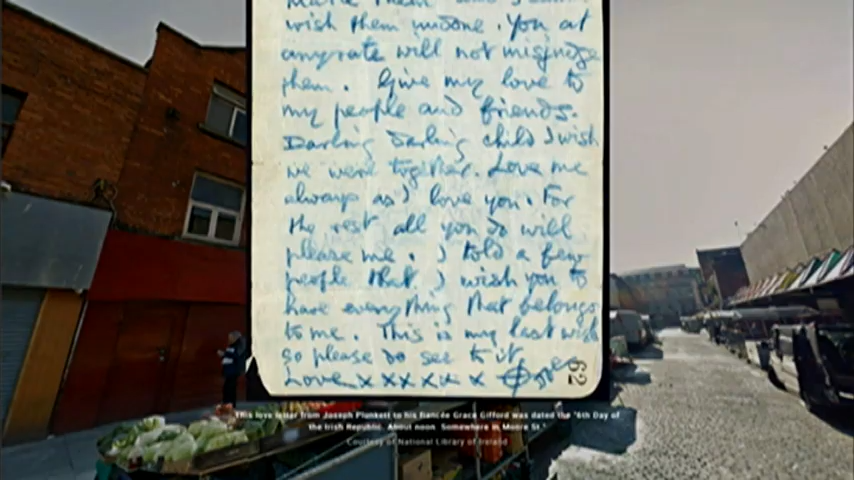 wish them undone. You at
anyrate will not misjudge
them. Give my love to
my people and friends.
Darling Darling child I wish
we were together. Love me
always as I love you. For
the rest all you do will
please me. I told a few
people that I wish you to
have everything that belongs
to me. This is my last wish
so please do see to it.
Love xxxxxx
62
This love letter from Joseph Plunkett to his fiancée Grace Gifford was dated the "6th Day of
the Irish Republic. About noon. Somewhere in Moore St."
Courtesy of National Library of Ireland